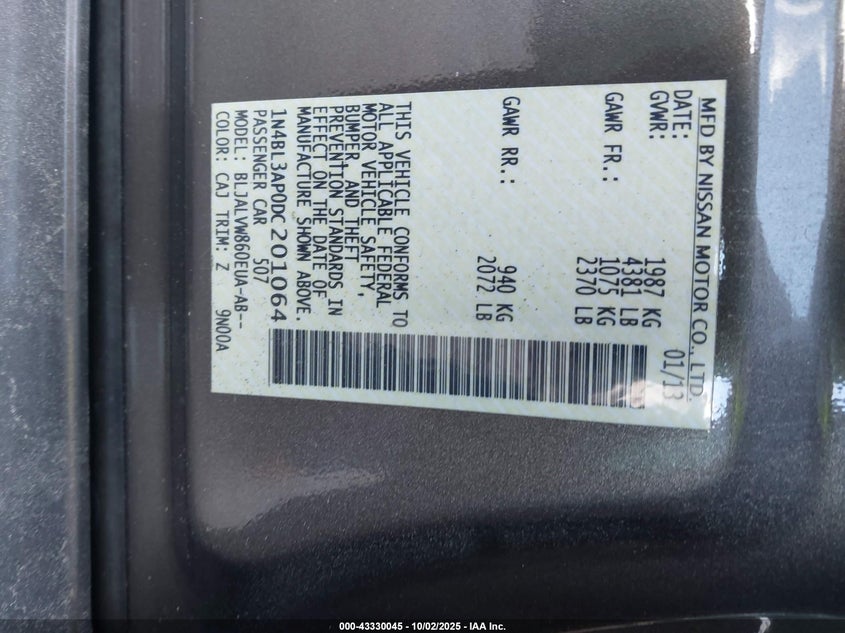 MFD BY NISSAN MOTOR CO., LTD.
DATE: 01/13
GVWR: 1987 KG
4381 LB
GAWR FR.: 1075 KG
2370 LB
GAWR RR.: 940 KG
2072 LB
THIS VEHICLE CONFORMS TO
ALL APPLICABLE FEDERAL
MOTOR VEHICLE SAFETY,
BUMPER, AND THEFT
PREVENTION STANDARDS IN
EFFECT ON THE DATE OF
MANUFACTURE SHOWN ABOVE.
1N4BL3AP0DC201064
PASSENGER CAR 507
MODEL: BLJALVW860EUA-AB--
COLOR: CAJ TRIM: Z 9N00A
000-43330045 - 10/02/2025 - IAA Inc.